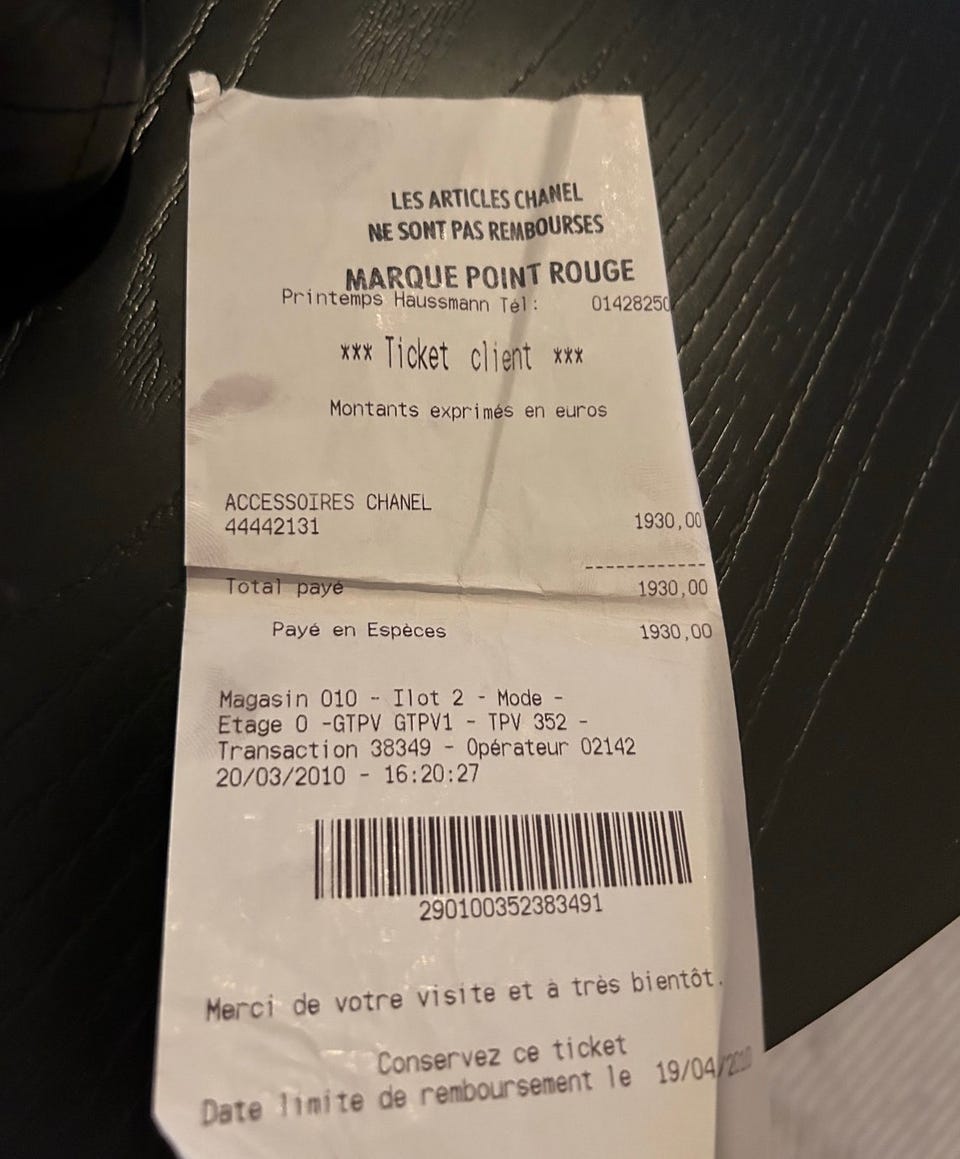 LES ARTICLES CHANEL
NE SONT PAS REMBOURSES
MARQUE POINT ROUGE
Printemps Haussmann Tél: 01428250
*** Ticket client ***
Montants exprimés en euros
ACCESSOIRES CHANEL
44442131 1930,00
------------
Total payé 1930,00
Payé en Espèces 1930,00
Magasin 010 - Ilot 2 - Mode -
Etage 0 -GTPV GTPV1 - TPV 352 -
Transaction 38349 - Opérateur 02142
20/03/2010 - 16:20:27
290100352383491
Merci de votre visite et à très bientôt.
Conservez ce ticket
Date limite de remboursement le 19/04/2010